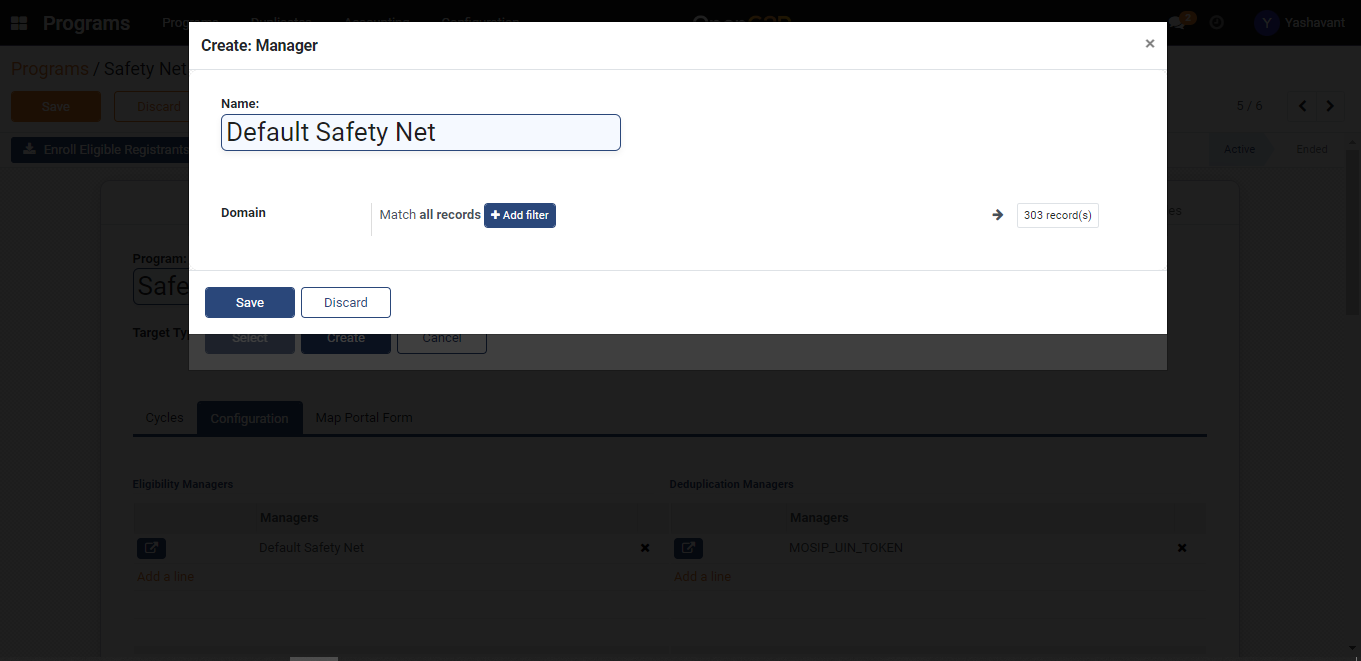 Programs Programs Duplicates Accounting Configuration OpenG2P 2 Y Yashavant
Create: Manager ×
Programs / Safety Net
Save Discard 5 / 6
Name:
Default Safety Net
Enroll Eligible Registrants Active Ended
Domain Match all records Add filter 303 record(s)
Program:
Safe
Save Discard
Target Ty
Select Create Cancel
Cycles Configuration Map Portal Form
Eligibility Managers Deduplication Managers
Managers Managers
Default Safety Net MOSIP_UIN_TOKEN
Add a line Add a line